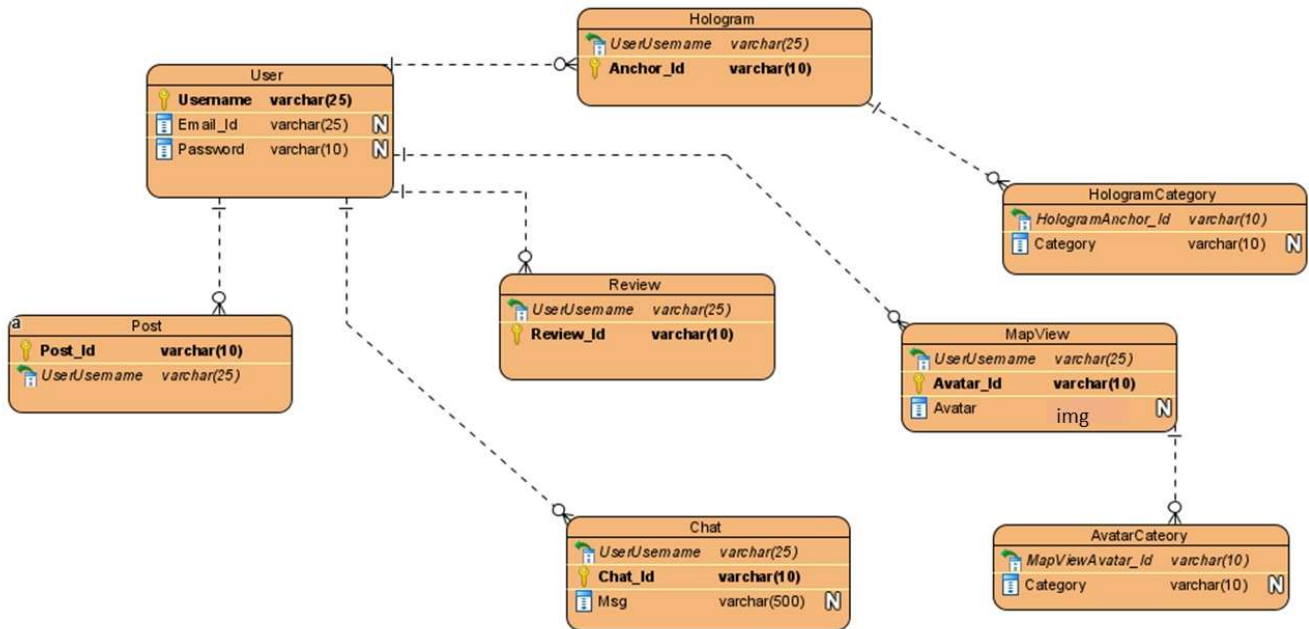 Hologram
UserUsername varchar(25)
Anchor_Id varchar(10)
User
Username varchar(25)
Email_Id varchar(25) N
Password varchar(10) N
HologramCategory
HologramAnchor_Id varchar(10)
Category varchar(10) N
Review
UserUsername varchar(25)
Review_Id varchar(10)
a
Post
Post_Id varchar(10)
UserUsername varchar(25)
MapView
UserUsername varchar(25)
Avatar_Id varchar(10)
Avatar img N
Chat
UserUsername varchar(25)
Chat_Id varchar(10)
Msg varchar(500) N
AvatarCateory
MapViewAvatar_Id varchar(10)
Category varchar(10) N